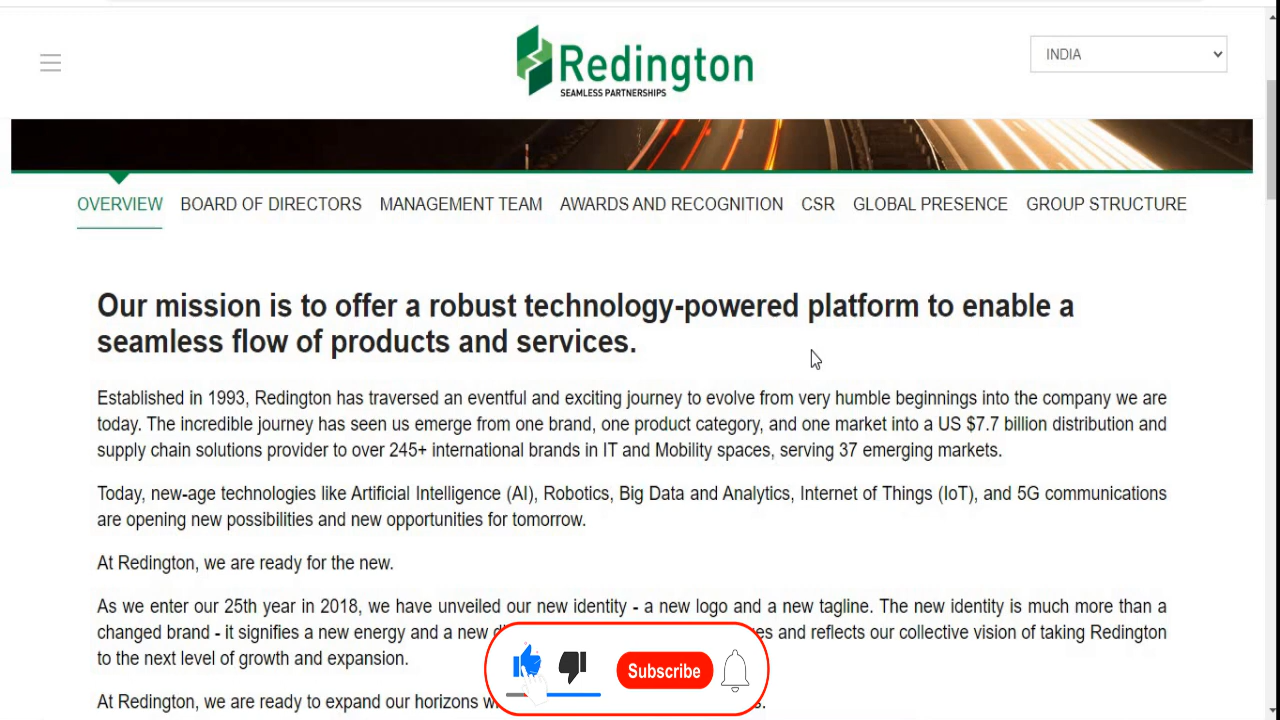 Redington
SEAMLESS PARTNERSHIPS
INDIA
OVERVIEW BOARD OF DIRECTORS MANAGEMENT TEAM AWARDS AND RECOGNITION CSR GLOBAL PRESENCE GROUP STRUCTURE
Our mission is to offer a robust technology-powered platform to enable a
seamless flow of products and services.
Established in 1993, Redington has traversed an eventful and exciting journey to evolve from very humble beginnings into the company we are
today. The incredible journey has seen us emerge from one brand, one product category, and one market into a US $7.7 billion distribution and
supply chain solutions provider to over 245+ international brands in IT and Mobility spaces, serving 37 emerging markets.
Today, new-age technologies like Artificial Intelligence (AI), Robotics, Big Data and Analytics, Internet of Things (IoT), and 5G communications
are opening new possibilities and new opportunities for tomorrow.
At Redington, we are ready for the new.
As we enter our 25th year in 2018, we have unveiled our new identity - a new logo and a new tagline. The new identity is much more than a
changed brand - it signifies a new energy and a new and reflects our collective vision of taking Redington
to the next level of growth and expansion.
At Redington, we are ready to expand our horizons
Subscribe